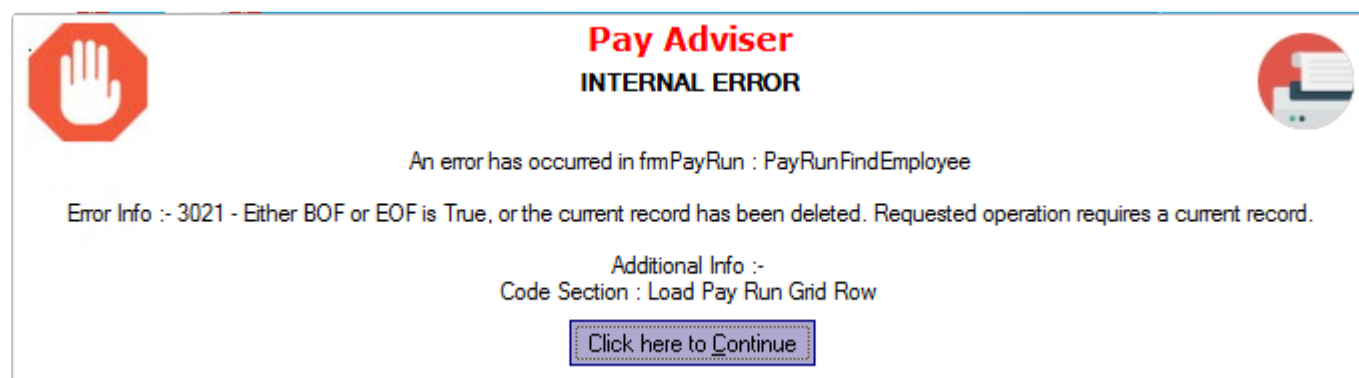 Pay Adviser
INTERNAL ERROR
An error has occurred in frmPayRun : PayRunFindEmployee
Error Info :- 3021 - Either BOF or EOF is True, or the current record has been deleted. Requested operation requires a current record.
Additional Info :-
Code Section : Load Pay Run Grid Row
Click here to Continue